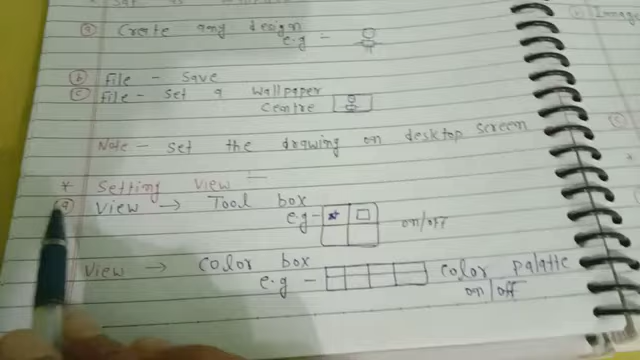 (a) Create any design
e.g -
(b) File - Save
(c) File - Set a wallpaper
Centre
Note - Set the drawing on desktop screen
* Setting view -
(a) View → Tool box
e.g - on/off
View → Color box
e.g - Color palatte
on/off
Image
(c)